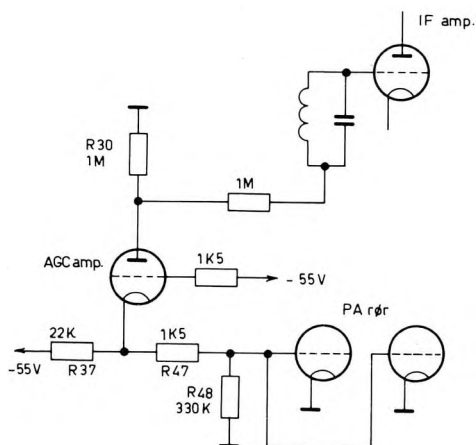 IF amp.
R30
1M
1M
AGC amp.
1K5
- 55V
22K
-55V
R37
1K5
R47
R48
330K
PA rør